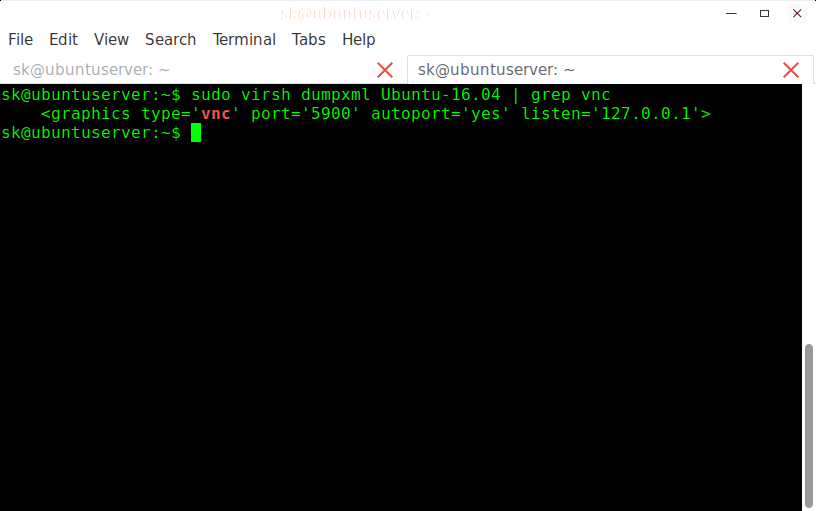 sk@ubuntuserver: ~
File Edit View Search Terminal Tabs Help
sk@ubuntuserver: ~ sk@ubuntuserver: ~
sk@ubuntuserver:~$ sudo virsh dumpxml Ubuntu-16.04 | grep vnc
    <graphics type='vnc' port='5900' autoport='yes' listen='127.0.0.1'>
sk@ubuntuserver:~$